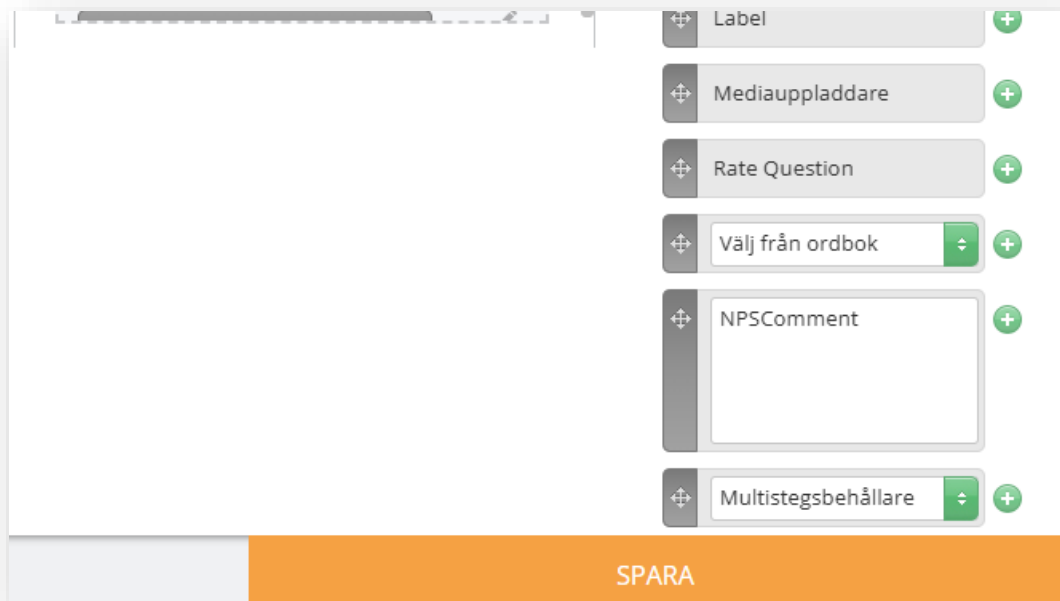 Label
Mediauppladdare
Rate Question
Välj från ordbok
NPSComment
Multistegsbehållare
SPARA